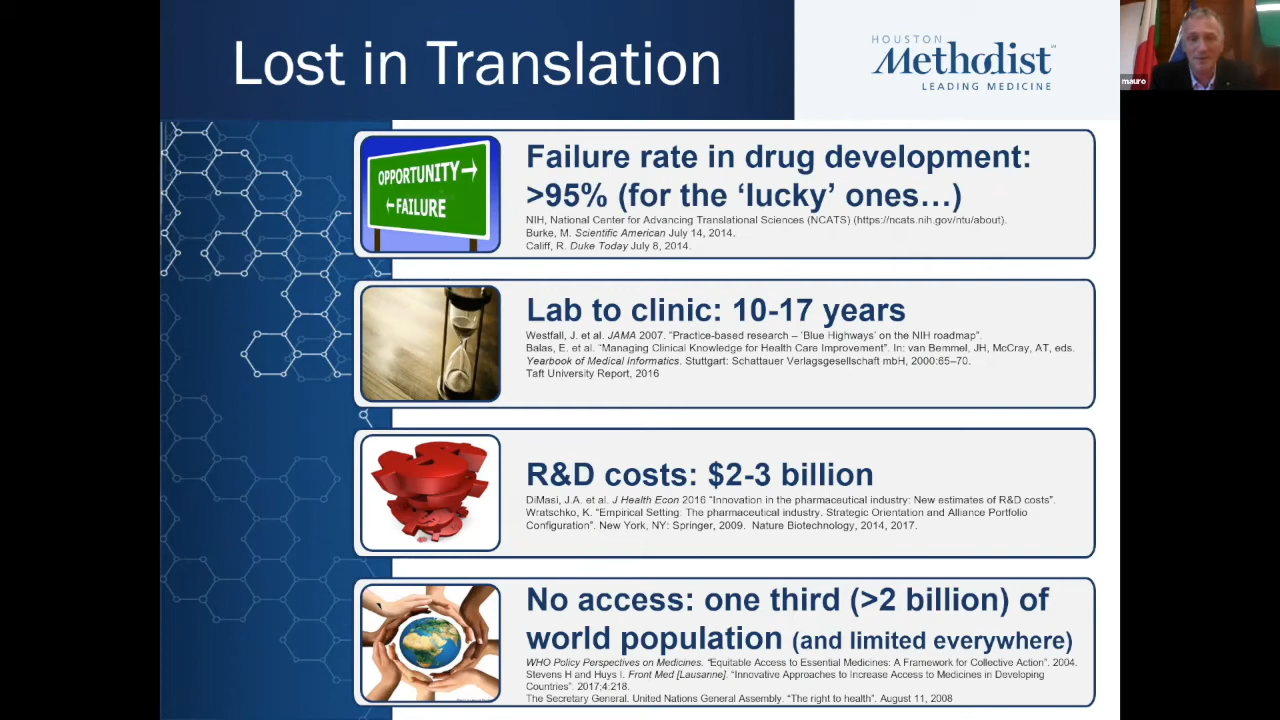 Lost in Translation
HOUSTON
Methodist
LEADING MEDICINE
mauro
OPPORTUNITY
FAILURE
Failure rate in drug development:
>95% (for the ‘lucky’ ones…)
NIH, National Center for Advancing Translational Sciences (NCATS) (https://ncats.nih.gov/ntu/about).
Burke, M. Scientific American July 14, 2014.
Califf, R. Duke Today July 8, 2014.
Lab to clinic: 10-17 years
Westfall, J. et al. JAMA 2007. “Practice-based research – ‘Blue Highways’ on the NIH roadmap”.
Balas, E. et al. “Managing Clinical Knowledge for Health Care Improvement”. In: van Bemmel, JH, McCray, AT, eds.
Yearbook of Medical Informatics. Stuttgart: Schattauer Verlagsgesellschaft mbH, 2000:65–70.
Taft University Report, 2016
R&D costs: $2-3 billion
DiMasi, J.A. et al. J Health Econ 2016 “Innovation in the pharmaceutical industry: New estimates of R&D costs”.
Wratschko, K. “Empirical Setting: The pharmaceutical industry. Strategic Orientation and Alliance Portfolio
Configuration”. New York, NY: Springer, 2009. Nature Biotechnology, 2014, 2017.
No access: one third (>2 billion) of
world population (and limited everywhere)
WHO Policy Perspectives on Medicines. “Equitable Access to Essential Medicines: A Framework for Collective Action”. 2004.
Stevens H and Huys I. Front Med [Lausanne]. “Innovative Approaches to Increase Access to Medicines in Developing
Countries”. 2017;4:218.
The Secretary General. United Nations General Assembly. “The right to health”. August 11, 2008